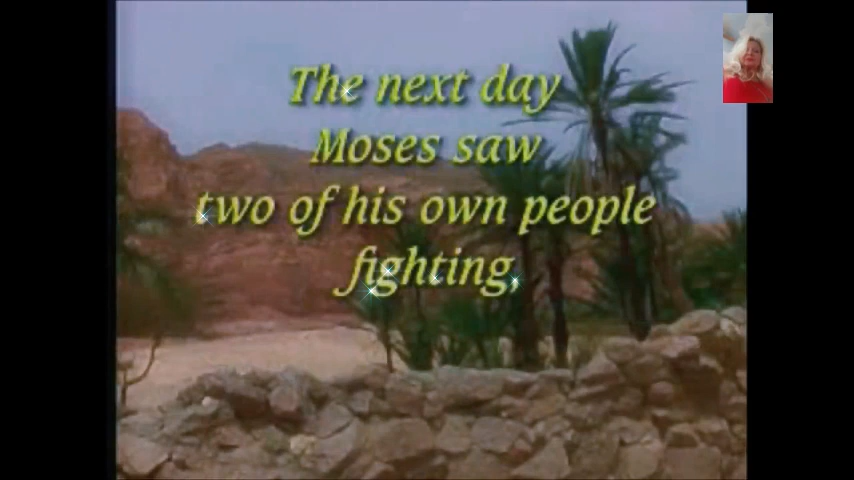 The next day
Moses saw
two of his own people
fighting,